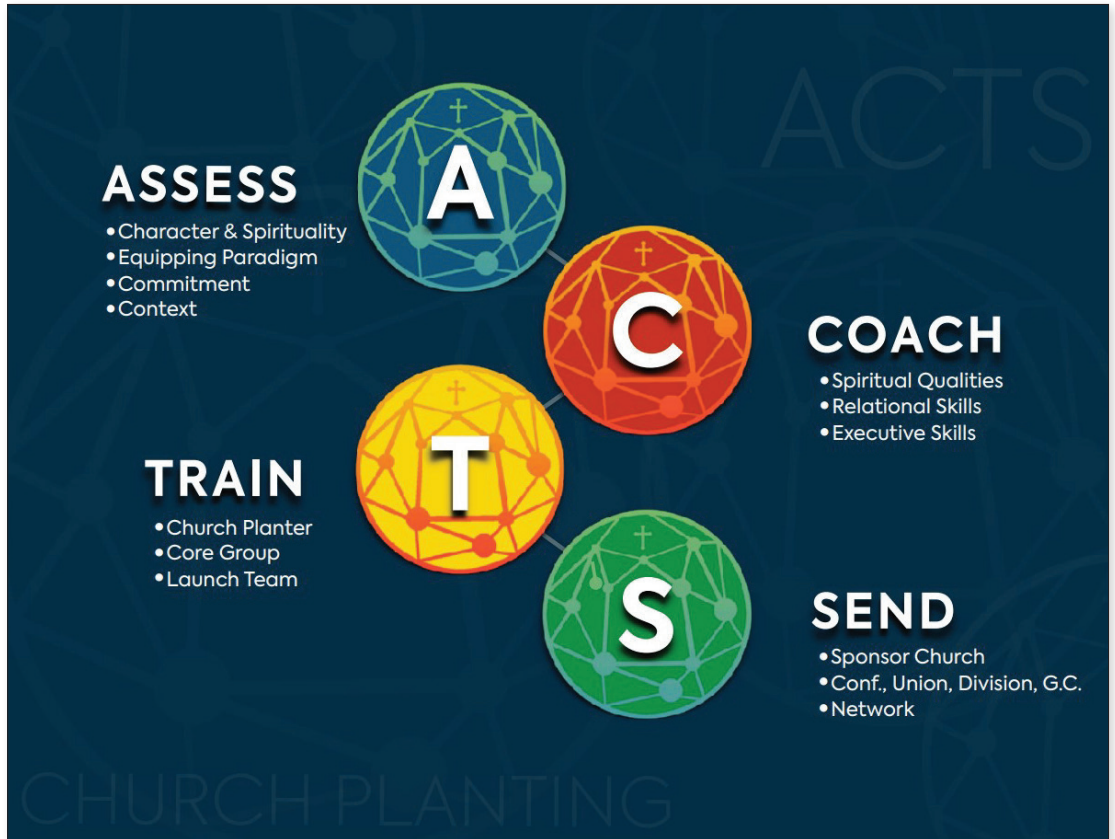 ACTS
A
ASSESS
•Character & Spirituality
•Equipping Paradigm
•Commitment
•Context
C
COACH
•Spiritual Qualities
•Relational Skills
•Executive Skills
T
TRAIN
•Church Planter
•Core Group
•Launch Team
S
SEND
•Sponsor Church
•Conf., Union, Division, G.C.
•Network
CHURCH PLANTING